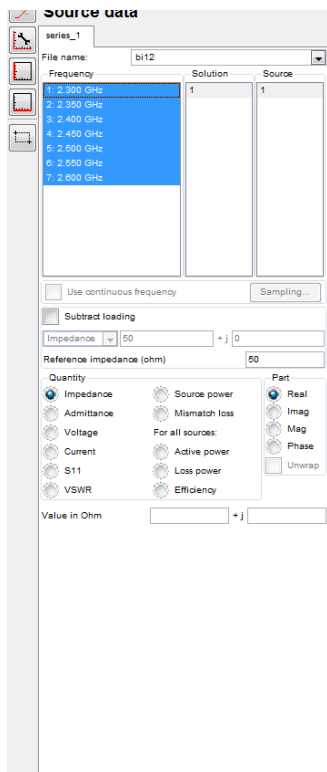 Source data
series_1
File name: bi12
Frequency Solution Source
1: 2.300 GHz 1 1
2: 2.350 GHz
3: 2.400 GHz
4: 2.450 GHz
5: 2.500 GHz
6: 2.550 GHz
7: 2.600 GHz
Use continuous frequency Sampling...
Subtract loading
Impedance 50 + j 0
Reference impedance (ohm) 50
Quantity Part
Impedance Source power Real
Admittance Mismatch loss Imag
Voltage For all sources: Mag
Current Active power Phase
S11 Loss power Unwrap
VSWR Efficiency
Value in Ohm + j